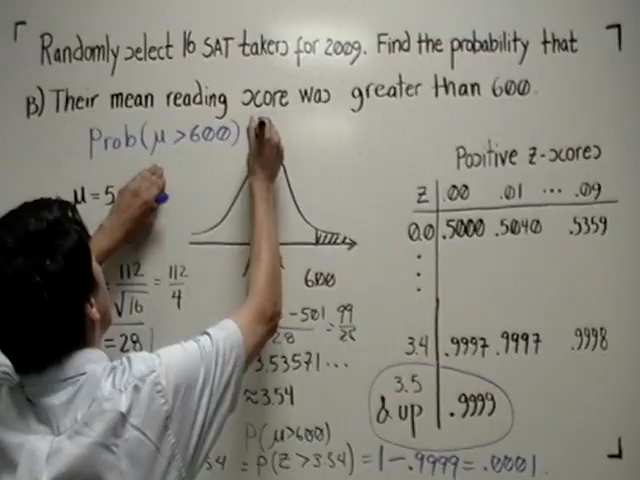 Randomly select 16 SAT takers for 2009. Find the probability that
B) Their mean reading score was greater than 600.
Prob(μ>600)
Positive z-scores
μ=5
Z .00 .01 ... .09
0.0 .5000 .5040 .5359
600
= 112/√16 = 112/4
= 28
-501/28 = 99/28
3.53571...
≈3.54
3.4 .9997 .9997 .9998
3.5 & up .9999
P(μ>600)
= P(Z>3.54) = 1-.9999 = .0001.